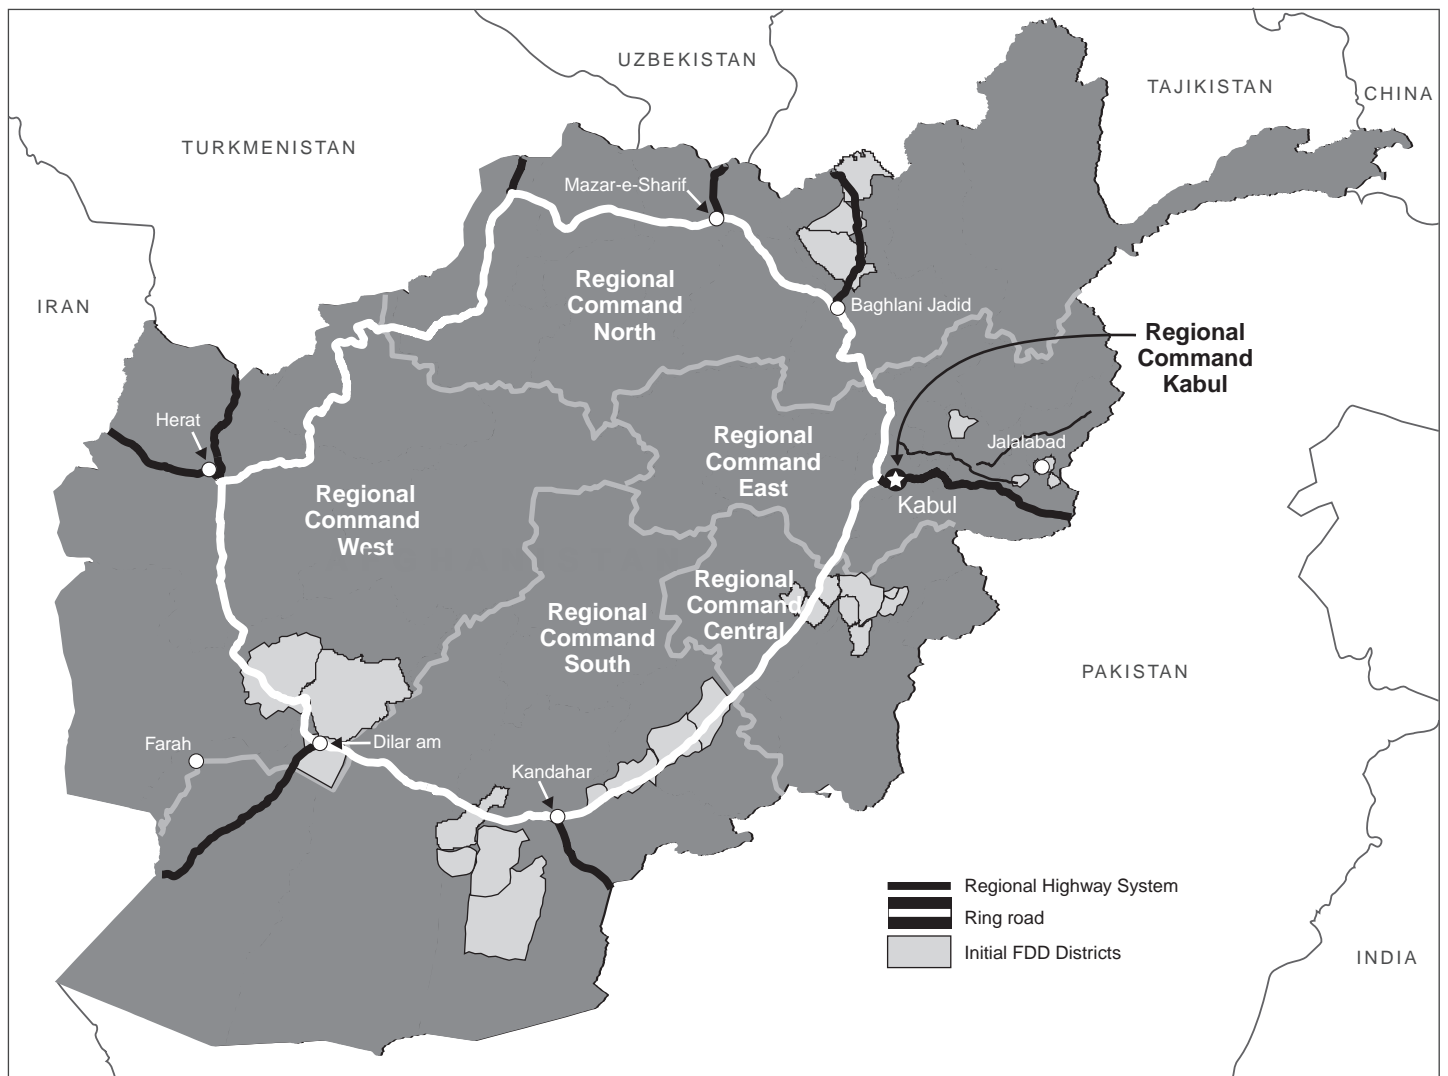 UZBEKISTAN
TAJIKISTAN
CHINA
TURKMENISTAN
Mazar-e-Sharif
Regional
Command
North
IRAN
Baghlani Jadid
Regional
Command
Kabul
Herat
Regional
Command
East
Jalalabad
Regional
Command
West
Kabul
Regional
Command
Central
Regional
Command
South
PAKISTAN
Farah
Dilar am
Kandahar
Regional Highway System
Ring road
Initial FDD Districts
INDIA